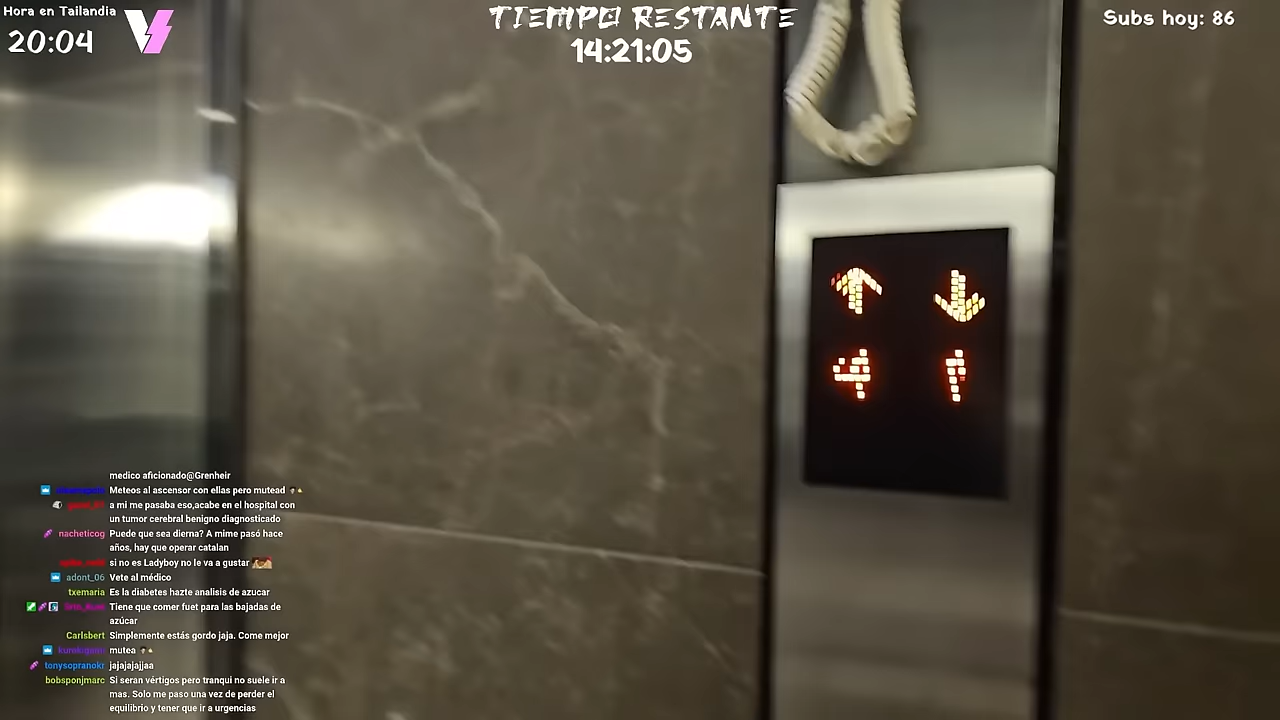 Hora en Tailandia
20:04
TIEMPO RESTANTE
14:21:05
Subs hoy: 86
medico aficionado@Grenheir
Meteos al ascensor con elias pero mutead
a mi me pasaba eso,acabe en el hospital con
un tumor cerebral benigno diagnosticado
nacheticog Puede que sea dierna? A mime pasó hace
años, hay que operar catalan
si no es Ladyboy no le va a gustar
adont_06 Vete al médico
txemaria Es la diabetes hazte analisis de azucar
Tiene que comer fuet para las bajadas de
azúcar
Carlsbert Simplemente estás gordo jaja. Come mejor
mutea
tonysopranokr jajajajajjaa
bobsponjmarc Si seran vértigos pero tranqui no suele ir a
mas. Solo me paso una vez de perder el
equilibrio y tener que ir a urgencias